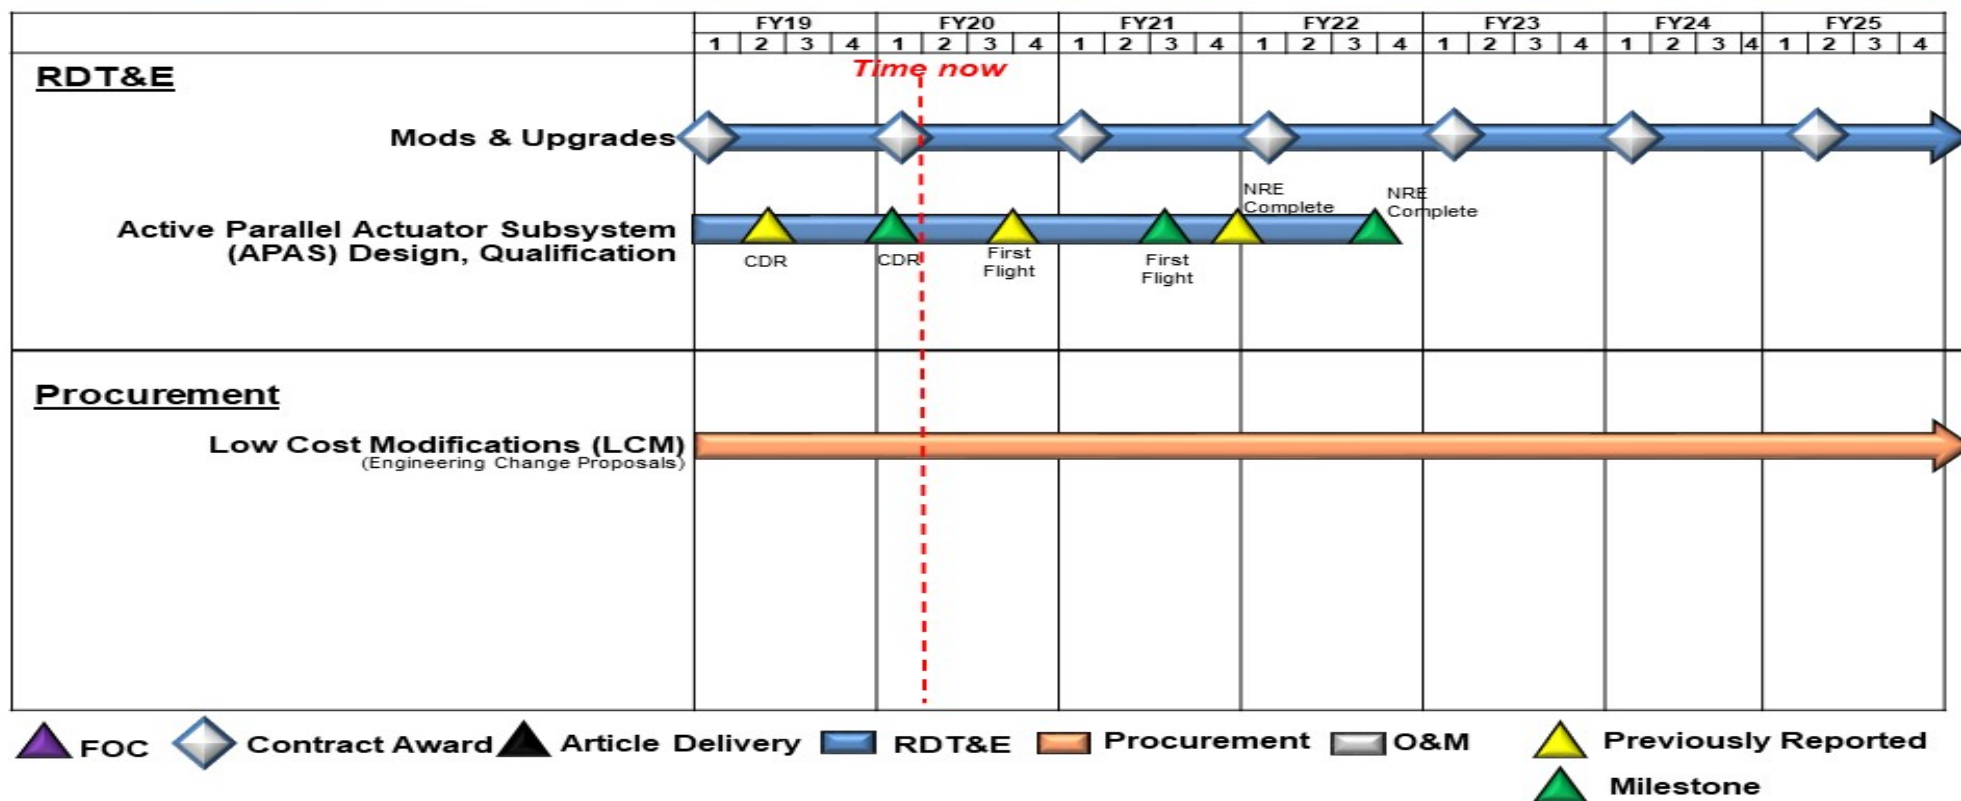 FY19 FY20 FY21 FY22 FY23 FY24 FY25
1 2 3 4 1 2 3 4 1 2 3 4 1 2 3 4 1 2 3 4 1 2 3 4 1 2 3 4
RDT&E
Time now
Mods & Upgrades
NRE
Complete
NRE
Complete
Active Parallel Actuator Subsystem
(APAS) Design, Qualification
CDR
CDR
First
Flight
First
Flight
Procurement
Low Cost Modifications (LCM)
(Engineering Change Proposals)
FOC Contract Award Article Delivery RDT&E Procurement O&M Previously Reported
Milestone